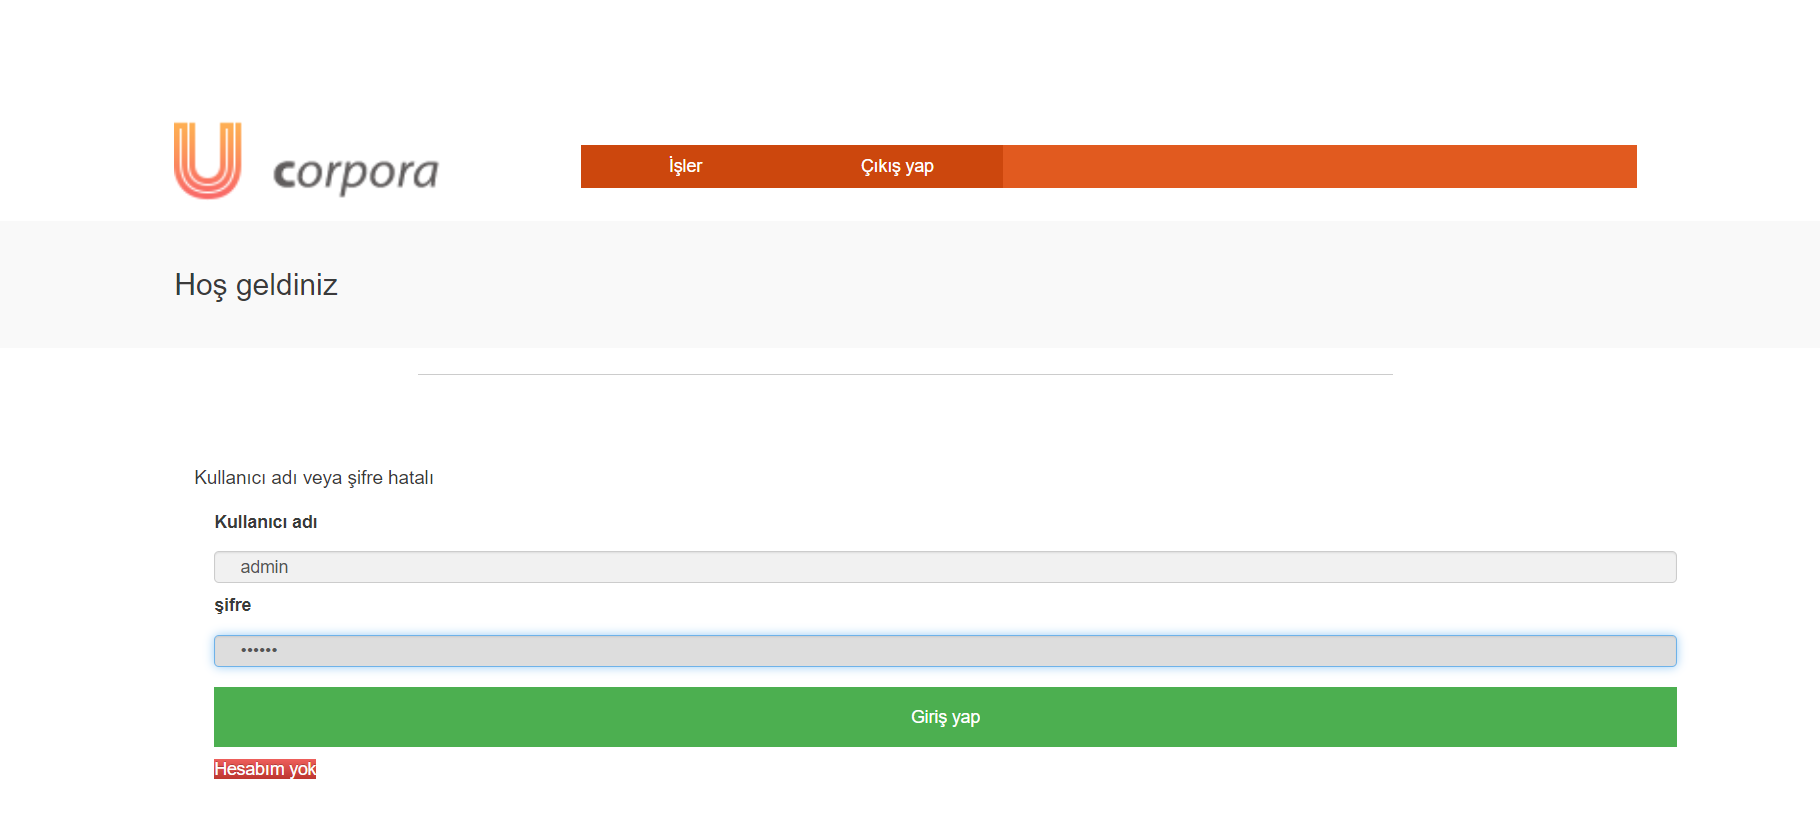 U corpora
İşler Çıkış yap
Hoş geldiniz
Kullanıcı adı veya şifre hatalı
Kullanıcı adı
admin
şifre
••••••
Giriş yap
Hesabım yok